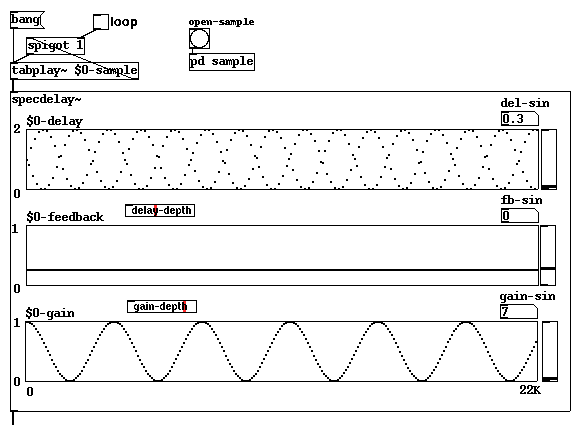 bang
loop
open-sample
spigot 1
pd sample
tabplay~ $0-sample
specdelay~
del-sin
$0-delay
0.3
2
0
delay-depth
fb-sin
1
$0-feedback
0
0
gain-depth
gain-sin
$0-gain
7
1
0
0
22K